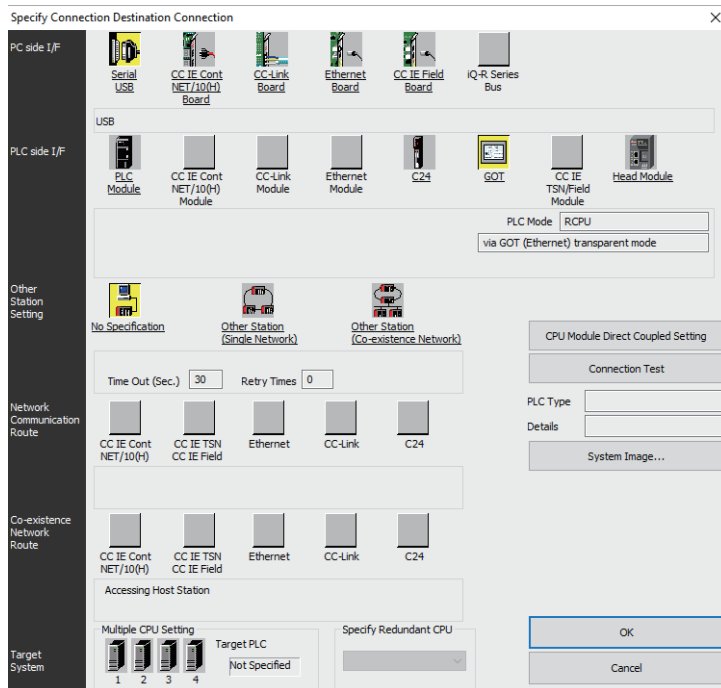 Specify Connection Destination Connection
PC side I/F
Serial
USB
CC IE Cont
NET/10(H)
Board
CC-Link
Board
Ethernet
Board
CC IE Field
Board
iQ-R Series
Bus
USB
PLC side I/F
PLC
Module
CC IE Cont
NET/10(H)
Module
CC-Link
Module
Ethernet
Module
C24
GOT
CC IE
TSN/Field
Module
Head Module
PLC Mode RCPU
via GOT (Ethernet) transparent mode
Other
Station
Setting
No Specification
Other Station
(Single Network)
Other Station
(Co-existence Network)
Time Out (Sec.) 30 Retry Times 0
CPU Module Direct Coupled Setting
Connection Test
PLC Type
Details
System Image...
Network
Communication
Route
CC IE Cont
NET/10(H)
CC IE TSN
CC IE Field
Ethernet
CC-Link
C24
Co-existence
Network
Route
CC IE Cont
NET/10(H)
CC IE TSN
CC IE Field
Ethernet
CC-Link
C24
Accessing Host Station
Target
System
Multiple CPU Setting
1 2 3 4
Target PLC
Not Specified
Specify Redundant CPU
OK
Cancel